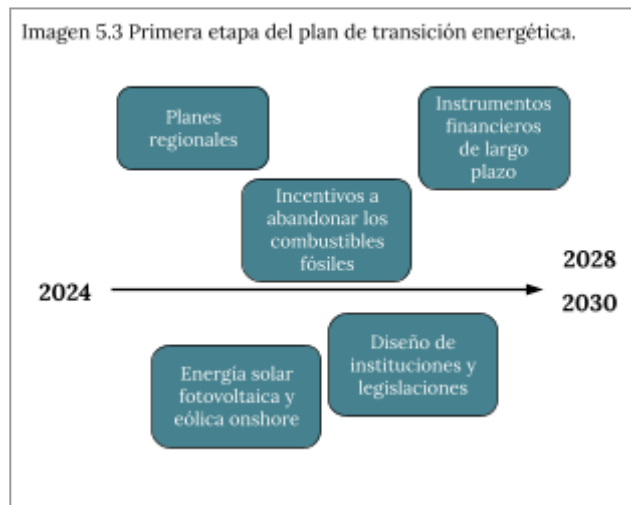 Imagen 5.3 Primera etapa del plan de transición energética.
Planes
regionales
Instrumentos
financieros
de largo
plazo
Incentivos a
abandonar los
combustibles
fósiles
2024
2028
2030
Energía solar
fotovoltaica y
eólica onshore
Diseño de
instituciones y
legislaciones